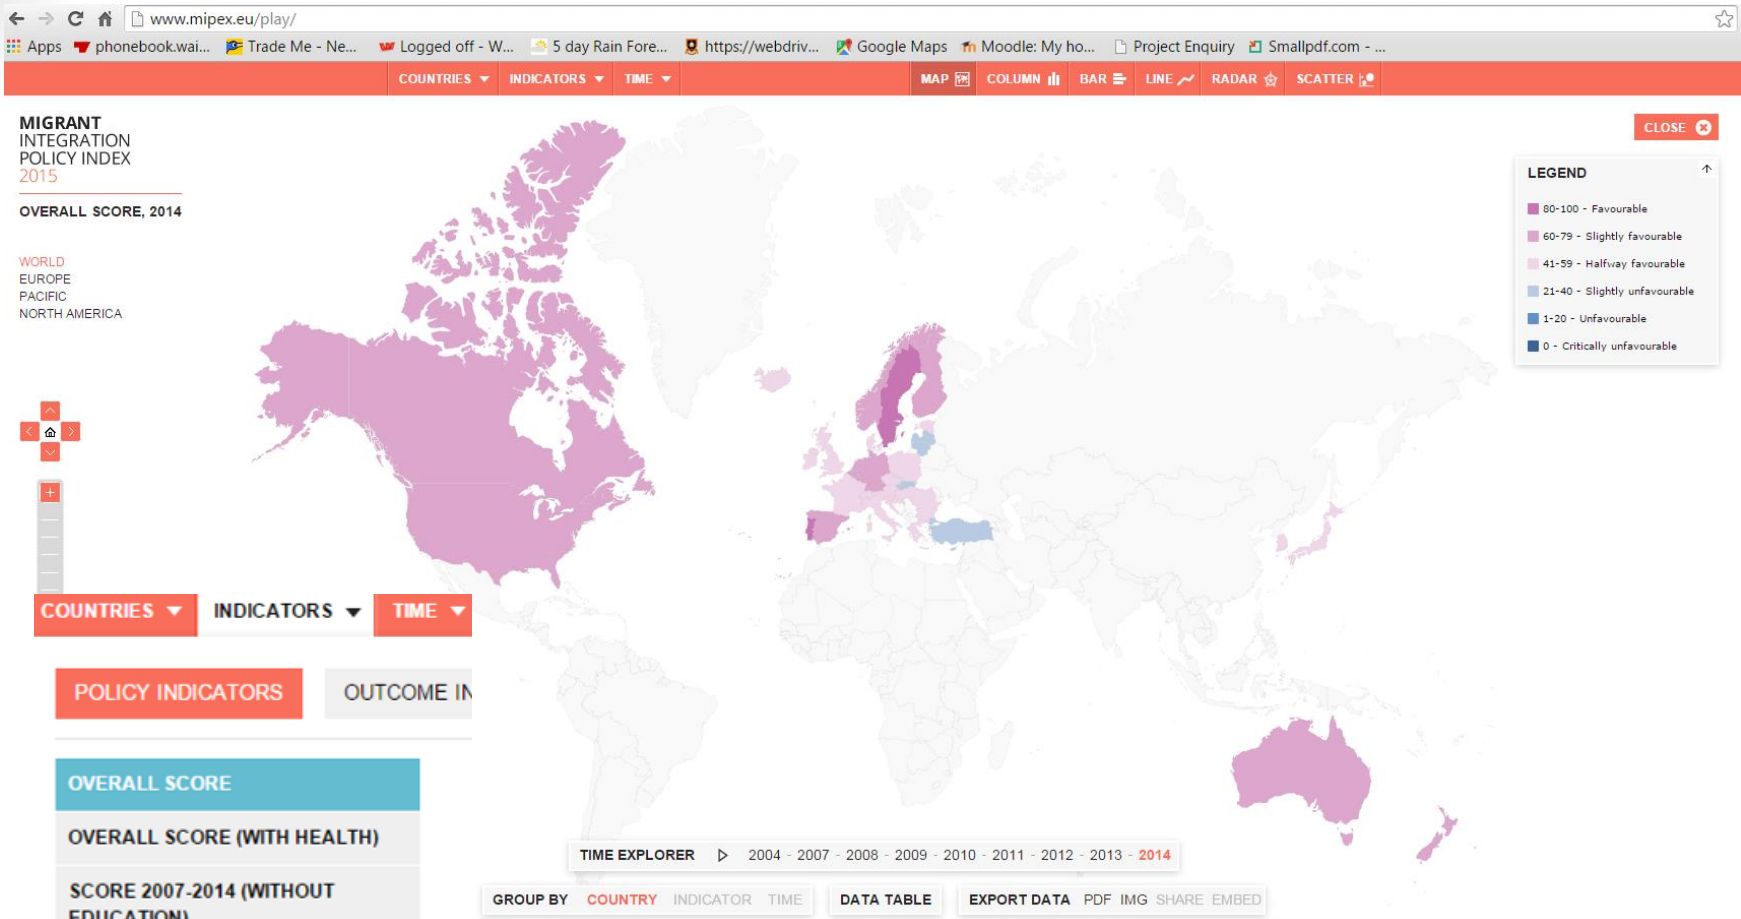 www.mipex.eu/play/
Apps phonebook.wai... Trade Me - Ne... Logged off - W... 5 day Rain Fore... https://webdriv... Google Maps Moodle: My ho... Project Enquiry Smallpdf.com - ...
COUNTRIES INDICATORS TIME MAP COLUMN BAR LINE RADAR SCATTER
MIGRANT
INTEGRATION
POLICY INDEX
2015
OVERALL SCORE, 2014
WORLD
EUROPE
PACIFIC
NORTH AMERICA
CLOSE
LEGEND
80-100 - Favourable
60-79 - Slightly favourable
41-59 - Halfway favourable
21-40 - Slightly unfavourable
1-20 - Unfavourable
0 - Critically unfavourable
COUNTRIES INDICATORS TIME
POLICY INDICATORS OUTCOME IN
OVERALL SCORE
OVERALL SCORE (WITH HEALTH)
SCORE 2007-2014 (WITHOUT
EDUCATION)
TIME EXPLORER 2004 - 2007 - 2008 - 2009 - 2010 - 2011 - 2012 - 2013 - 2014
GROUP BY COUNTRY INDICATOR TIME DATA TABLE EXPORT DATA PDF IMG SHARE EMBED